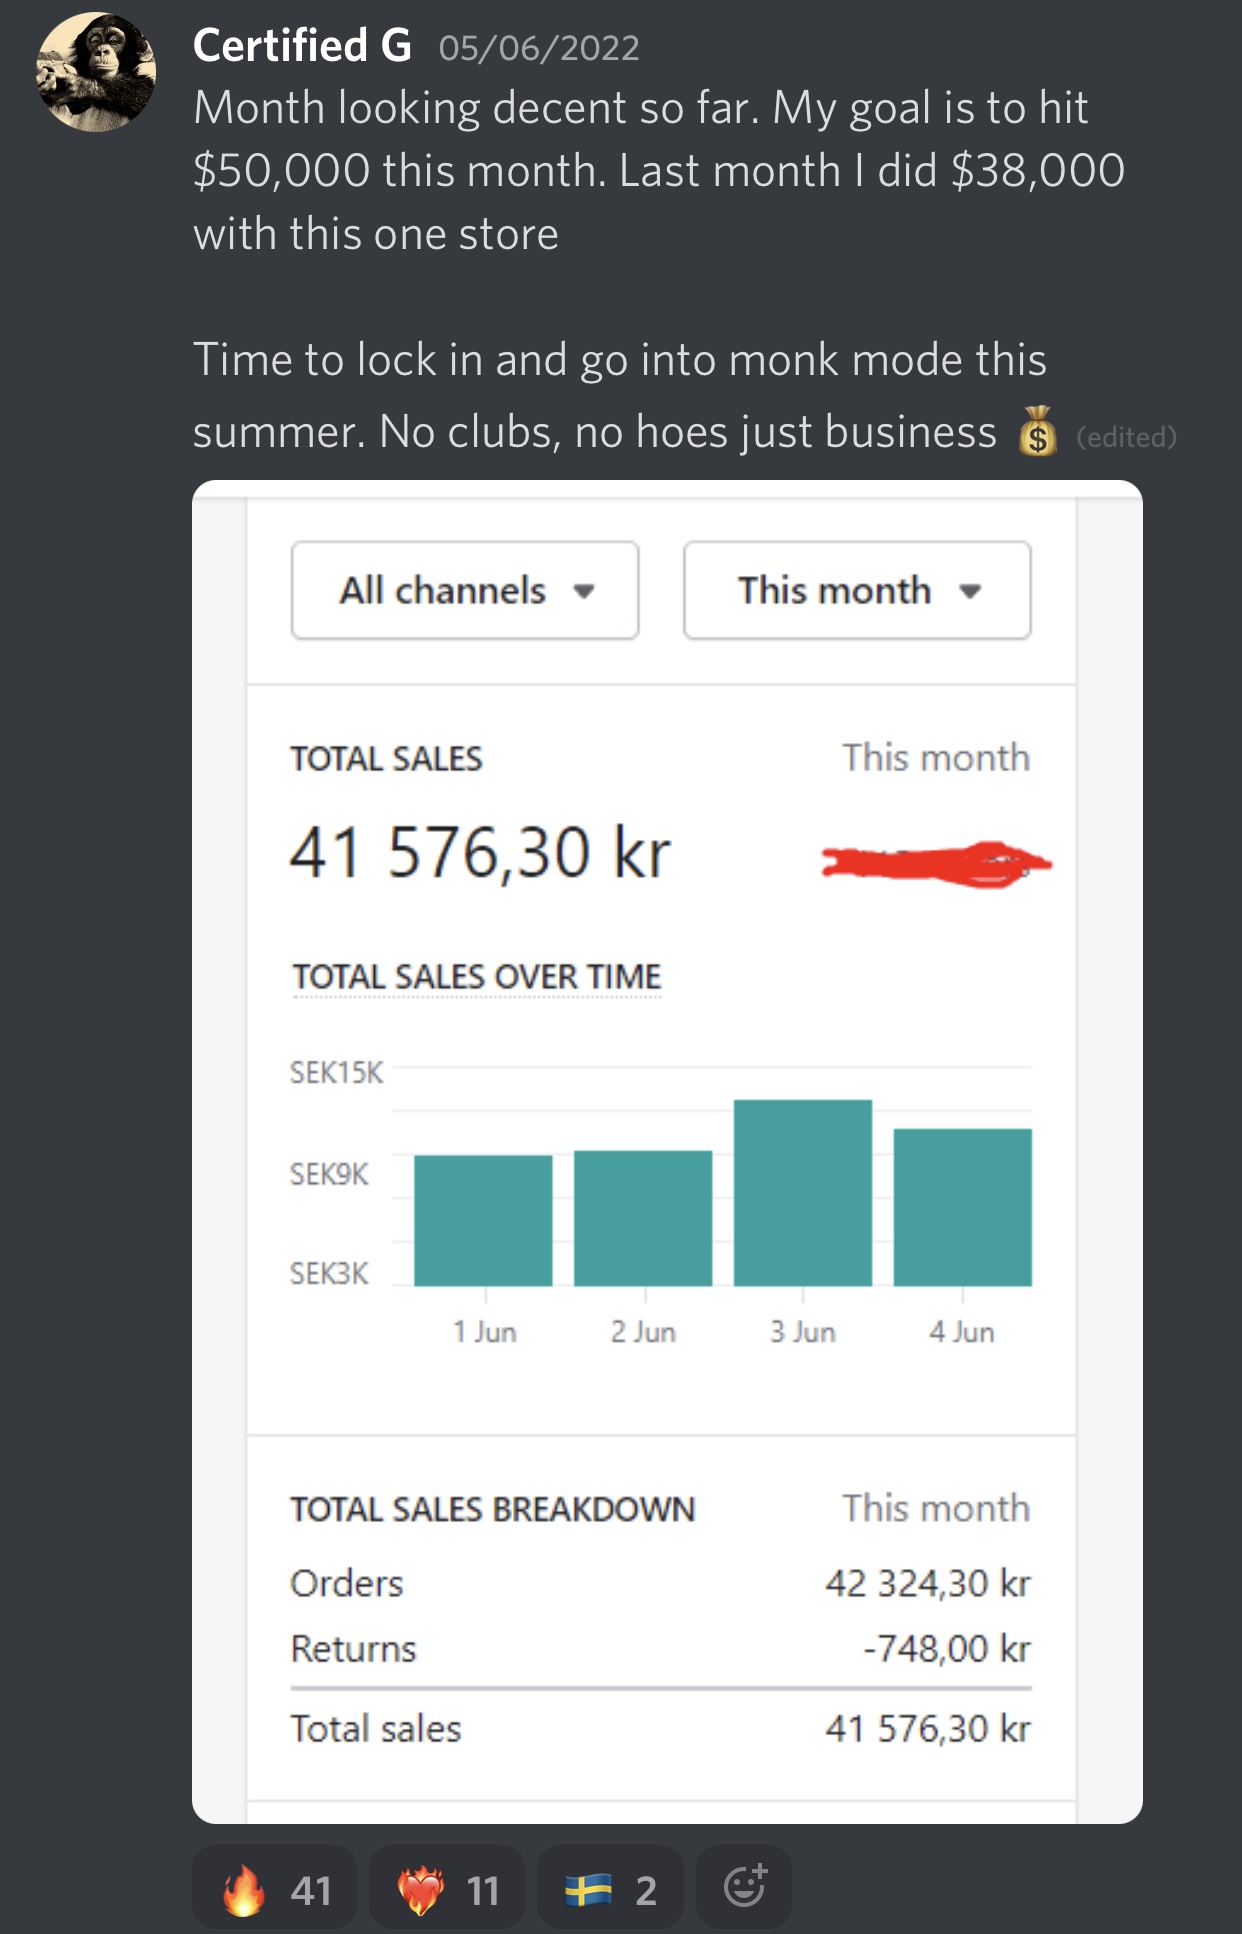 Certified G 05/06/2022
Month looking decent so far. My goal is to hit
$50,000 this month. Last month I did $38,000
with this one store
Time to lock in and go into monk mode this
summer. No clubs, no hoes just business 💰 (edited)
All channels This month
TOTAL SALES This month
41 576,30 kr
TOTAL SALES OVER TIME
SEK15K
SEK9K
SEK3K
1 Jun 2 Jun 3 Jun 4 Jun
TOTAL SALES BREAKDOWN This month
Orders 42 324,30 kr
Returns -748,00 kr
Total sales 41 576,30 kr
🔥 41 ❤️‍🔥 11 🇸🇪 2